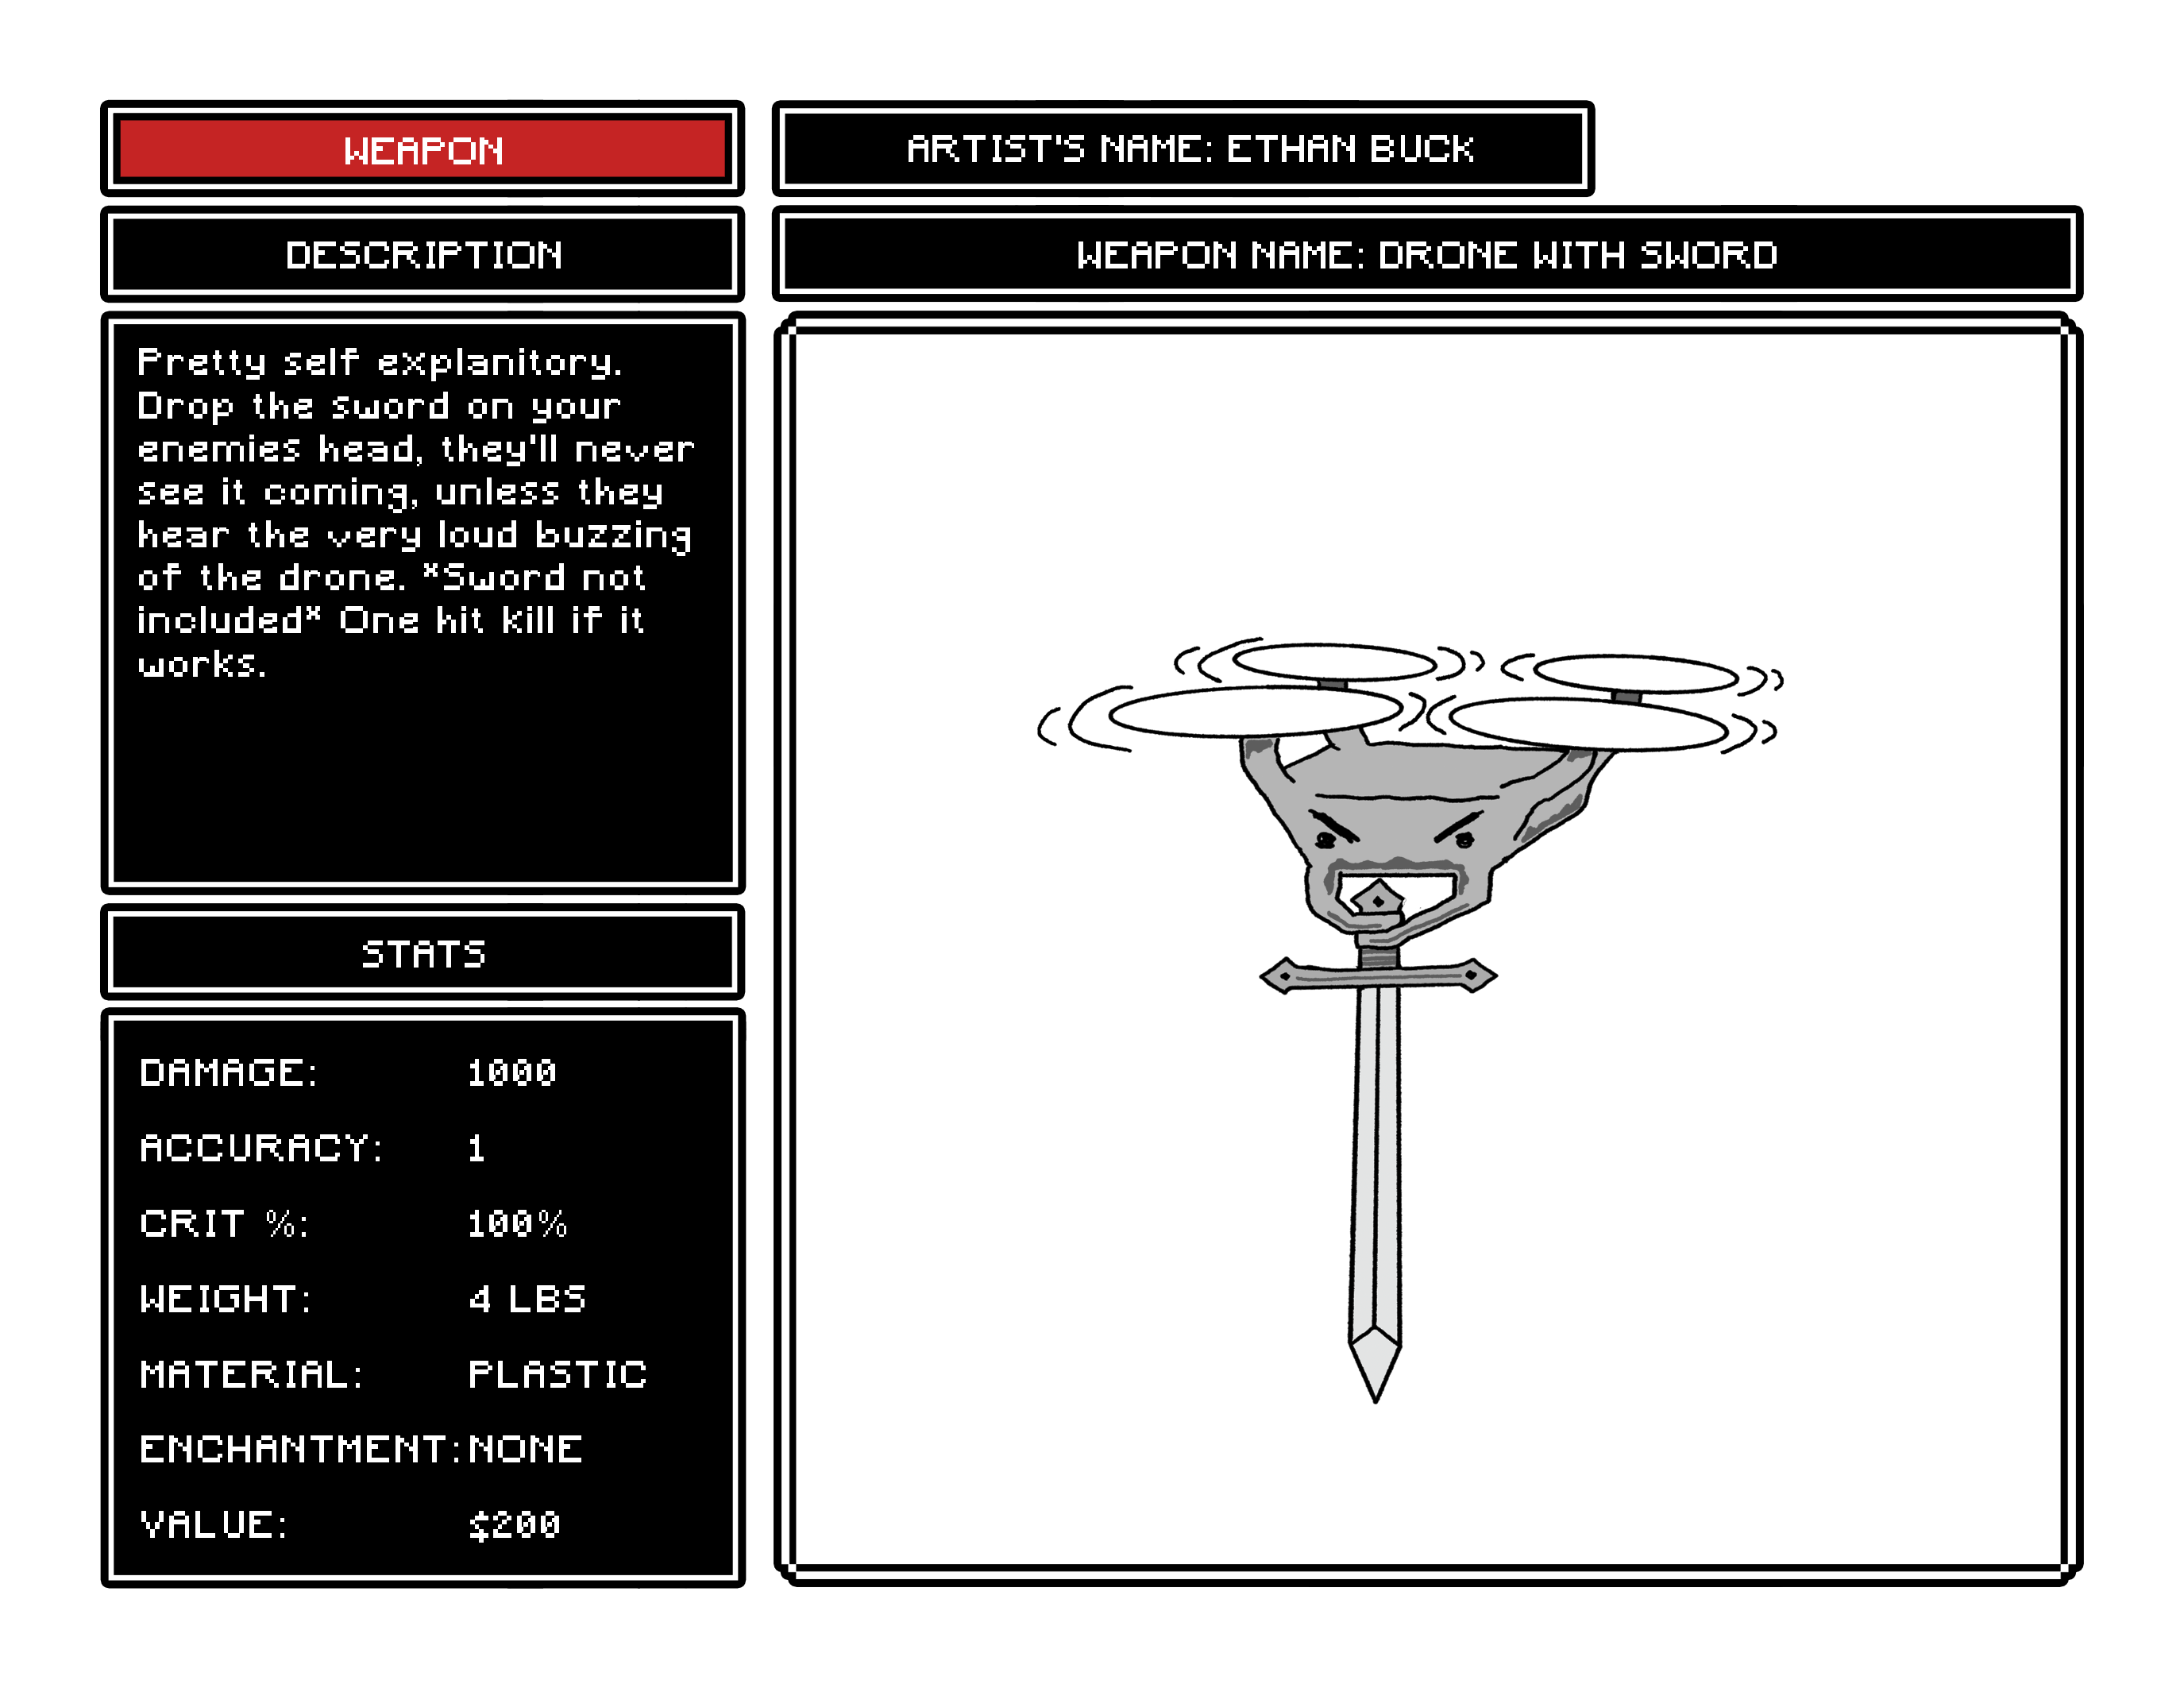 WEAPON
ARTIST'S NAME: ETHAN BUCK
DESCRIPTION
WEAPON NAME: DRONE WITH SWORD
Pretty self explanitory.
Drop the sword on your
enemies head, they'll never
see it coming, unless they
hear the very loud buzzing
of the drone. *Sword not
included* One hit kill if it
works.
STATS
DAMAGE: 1000
ACCURACY: 1
CRIT %: 100%
WEIGHT: 4 LBS
MATERIAL: PLASTIC
ENCHANTMENT: NONE
VALUE: $200